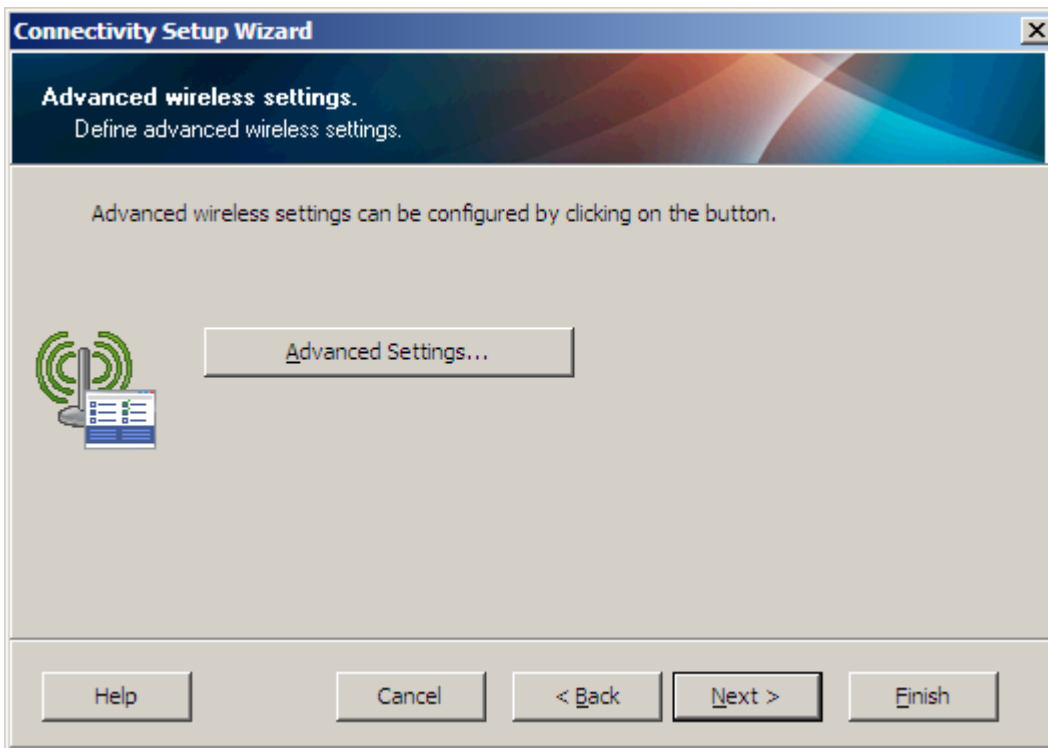 Connectivity Setup Wizard
Advanced wireless settings.
Define advanced wireless settings.
Advanced wireless settings can be configured by clicking on the button.
Advanced Settings...
Help
Cancel
< Back
Next >
Finish